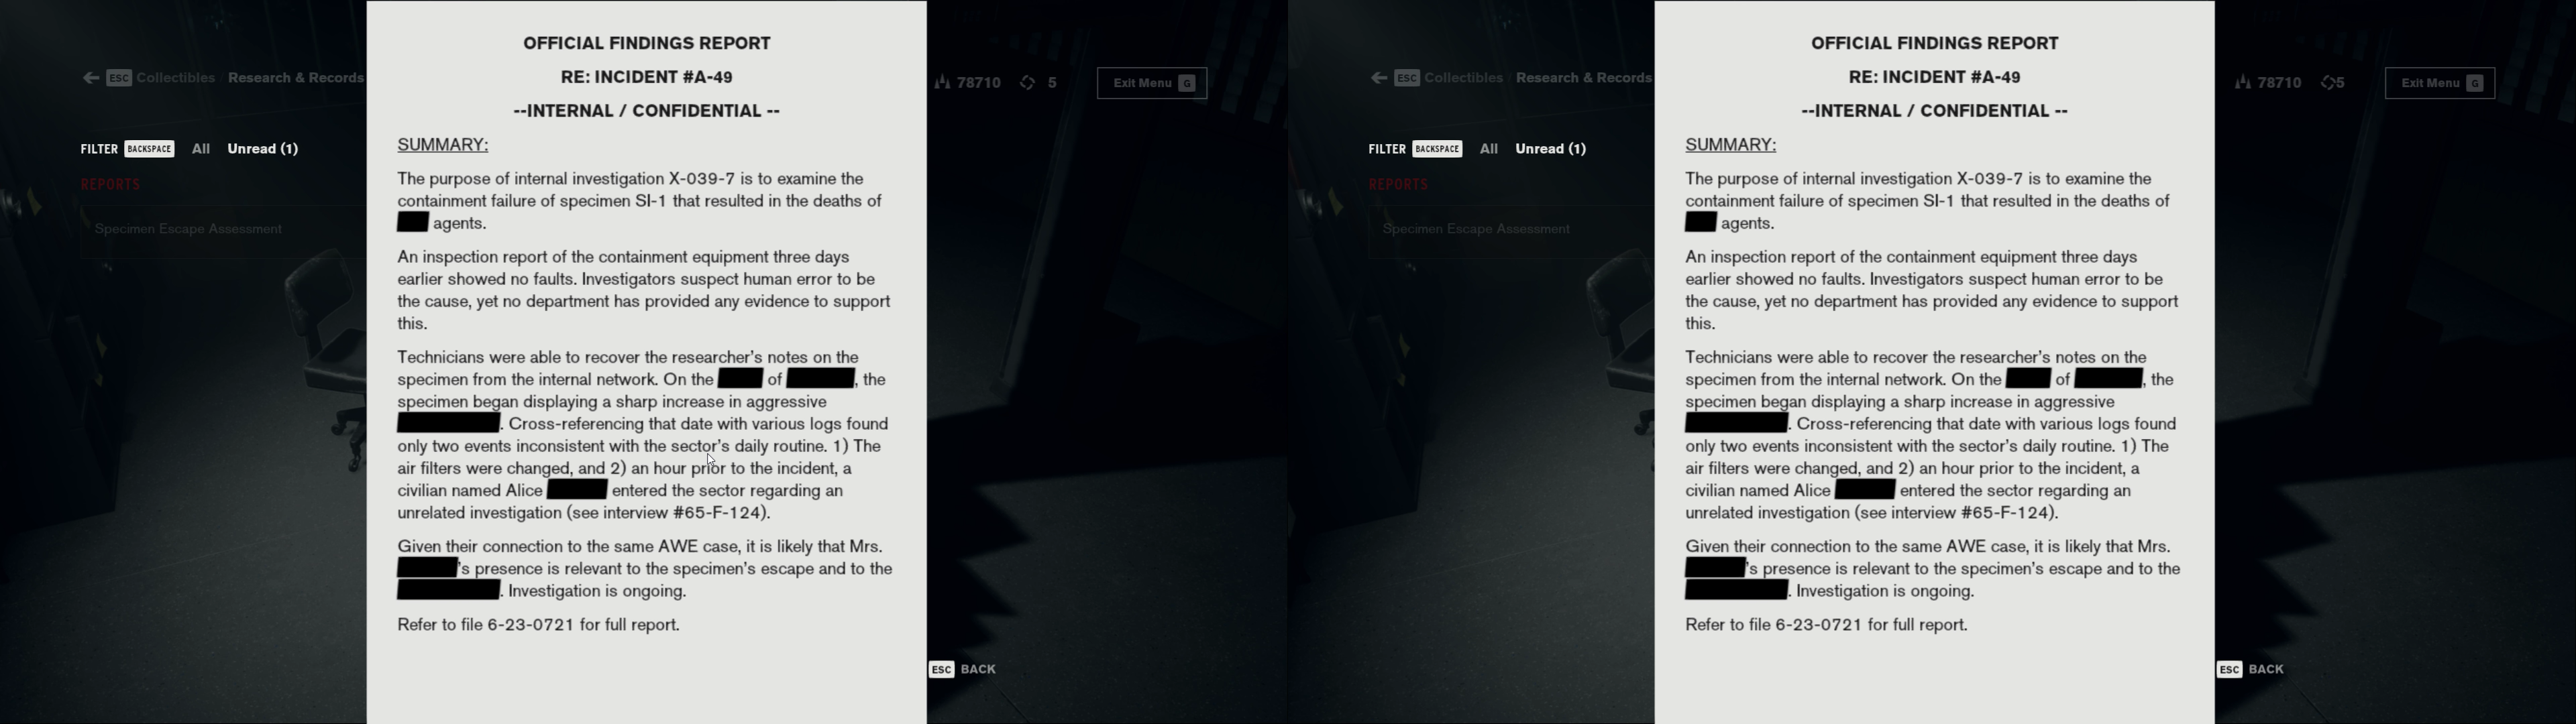 ← ESC Collectibles / Research & Records
78710 5
Exit Menu G
FILTER BACKSPACE All Unread (1)
REPORTS
Specimen Escape Assessment
OFFICIAL FINDINGS REPORT
RE: INCIDENT #A-49
--INTERNAL / CONFIDENTIAL --
SUMMARY:
The purpose of internal investigation X-039-7 is to examine the
containment failure of specimen SI-1 that resulted in the deaths of
agents.
An inspection report of the containment equipment three days
earlier showed no faults. Investigators suspect human error to be
the cause, yet no department has provided any evidence to support
this.
Technicians were able to recover the researcher's notes on the
specimen from the internal network. On the of , the
specimen began displaying a sharp increase in aggressive
. Cross-referencing that date with various logs found
only two events inconsistent with the sector's daily routine. 1) The
air filters were changed, and 2) an hour prior to the incident, a
civilian named Alice entered the sector regarding an
unrelated investigation (see interview #65-F-124).
Given their connection to the same AWE case, it is likely that Mrs.
's presence is relevant to the specimen's escape and to the
. Investigation is ongoing.
Refer to file 6-23-0721 for full report.
ESC BACK
← ESC Collectibles / Research & Records
78710 5
Exit Menu G
FILTER BACKSPACE All Unread (1)
REPORTS
Specimen Escape Assessment
OFFICIAL FINDINGS REPORT
RE: INCIDENT #A-49
--INTERNAL / CONFIDENTIAL --
SUMMARY:
The purpose of internal investigation X-039-7 is to examine the
containment failure of specimen SI-1 that resulted in the deaths of
agents.
An inspection report of the containment equipment three days
earlier showed no faults. Investigators suspect human error to be
the cause, yet no department has provided any evidence to support
this.
Technicians were able to recover the researcher's notes on the
specimen from the internal network. On the of , the
specimen began displaying a sharp increase in aggressive
. Cross-referencing that date with various logs found
only two events inconsistent with the sector's daily routine. 1) The
air filters were changed, and 2) an hour prior to the incident, a
civilian named Alice entered the sector regarding an
unrelated investigation (see interview #65-F-124).
Given their connection to the same AWE case, it is likely that Mrs.
's presence is relevant to the specimen's escape and to the
. Investigation is ongoing.
Refer to file 6-23-0721 for full report.
ESC BACK